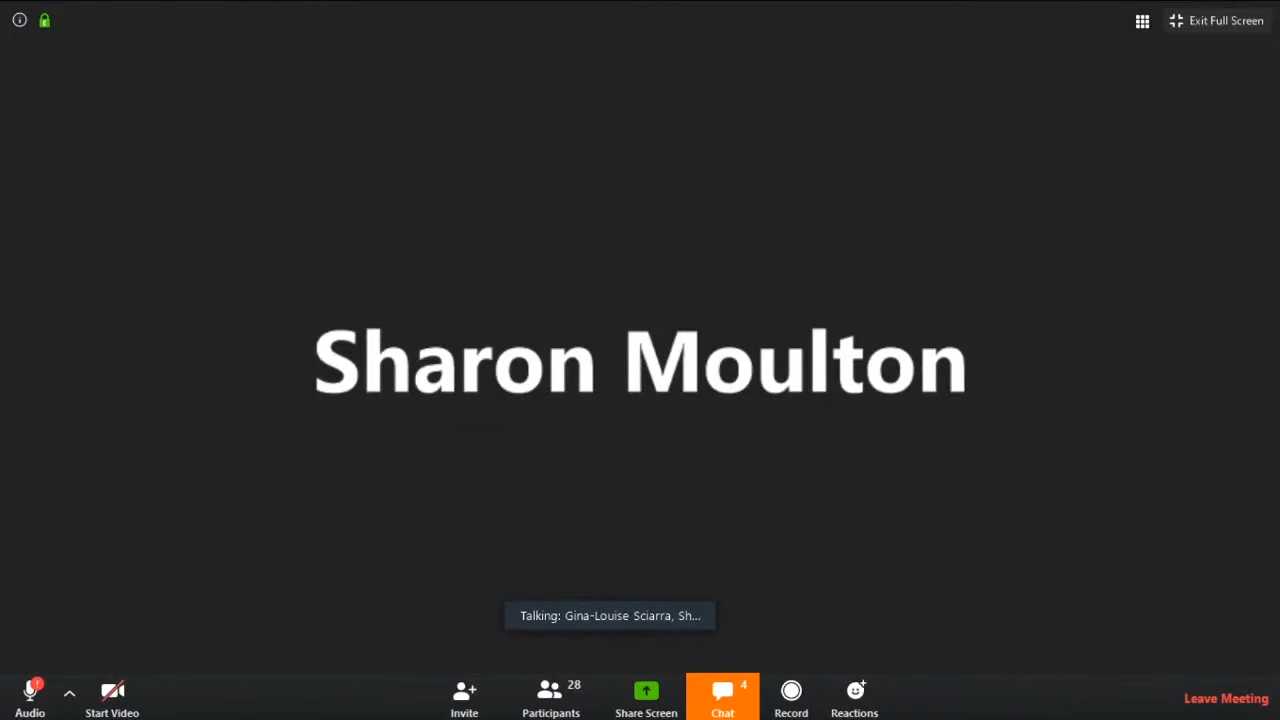 Exit Full Screen
Sharon Moulton
Talking: Gina-Louise Sciarra, Sh...
28
4
Audio
Start Video
Invite
Participants
Share Screen
Chat
Record
Reactions
Leave Meeting